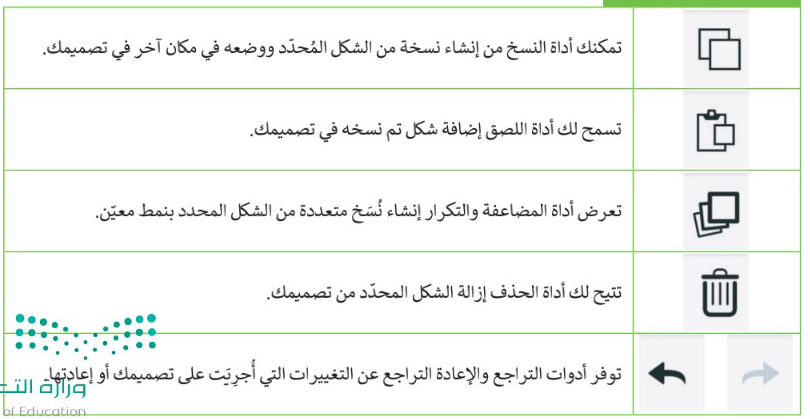 تمكنك أداة النسخ من إنشاء نسخة من الشكل المُحدّد ووضعه في مكان آخر في تصميمك.
تسمح لك أداة اللصق إضافة شكل تم نسخه في تصميمك.
تعرض أداة المضاعفة والتكرار إنشاء نُسَخ متعددة من الشكل المحدد بنمط معيّن.
تتيح لك أداة الحذف إزالة الشكل المحدّد من تصميمك.
توفر أدوات التراجع والإعادة التراجع عن التغييرات التي أُجرِيَت على تصميمك أو إعادتها.
وزارة
of Education